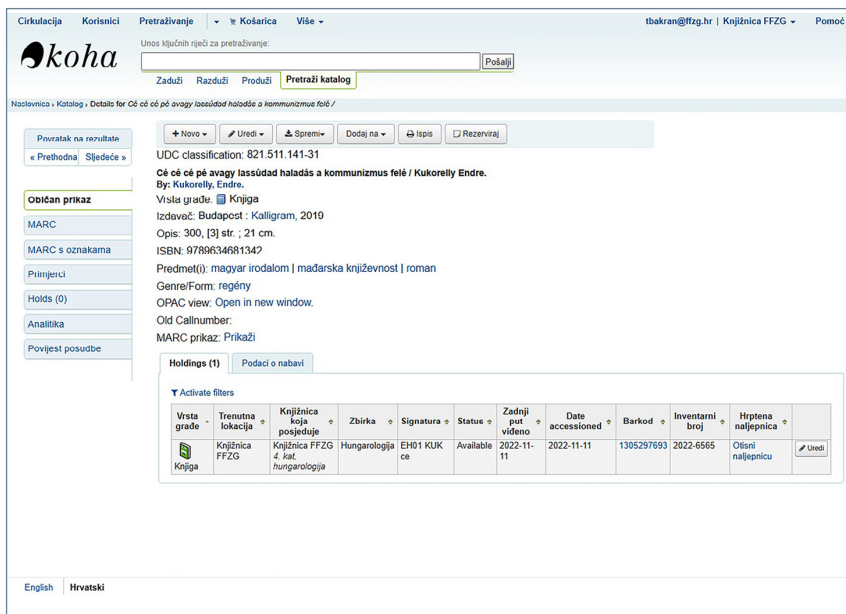 Cirkulacija Korisnici Pretraživanje Košarica Više tbakran@ffzg.hr | Knjižnica FFZG Pomoć
koha
Unos ključnih riječi za pretraživanje:
Pošalji
Zaduži Razduži Produži Pretraži katalog
Naslovnica › Katalog › Details for Cé cé cé pé avagy lassúdad haladás a kommunizmus felé /
Povratak na rezultate
« Prethodna Sljedeće »
Običan prikaz
MARC
MARC s oznakama
Primjerci
Holds (0)
Analitika
Povijest posudbe
+ Novo Uredi Spremi Dodaj na Ispis Rezerviraj
UDC classification: 821.511.141-31
Cé cé cé pé avagy lassúdad haladás a kommunizmus felé / Kukorelly Endre.
By: Kukorelly, Endre.
Vrsta građe: Knjiga
Izdavač: Budapost : Kalligram, 2019
Opis: 300, [3] str. ; 21 cm.
ISBN: 9789634681342
Predmet(i): magyar irodalom | mađarska književnost | roman
Genre/Form: regény
OPAC view: Open in new window.
Old Callnumber:
MARC prikaz: Prikaži
Holdings (1) Podaci o nabavi
Activate filters
Vrsta građe Trenutna lokacija Knjižnica koja posjeduje Zbirka Signatura Status Zadnji put viđeno Date accessioned Barkod Inventarni broj Hrptena naljepnica
Knjiga Knjižnica FFZG Knjižnica FFZG 4. kat. hungarologija Hungarologija EH01 KUK ce Available 2022-11-11 2022-11-11 1305297693 2022-6565 Otisni naljepnicu Uredi
English Hrvatski